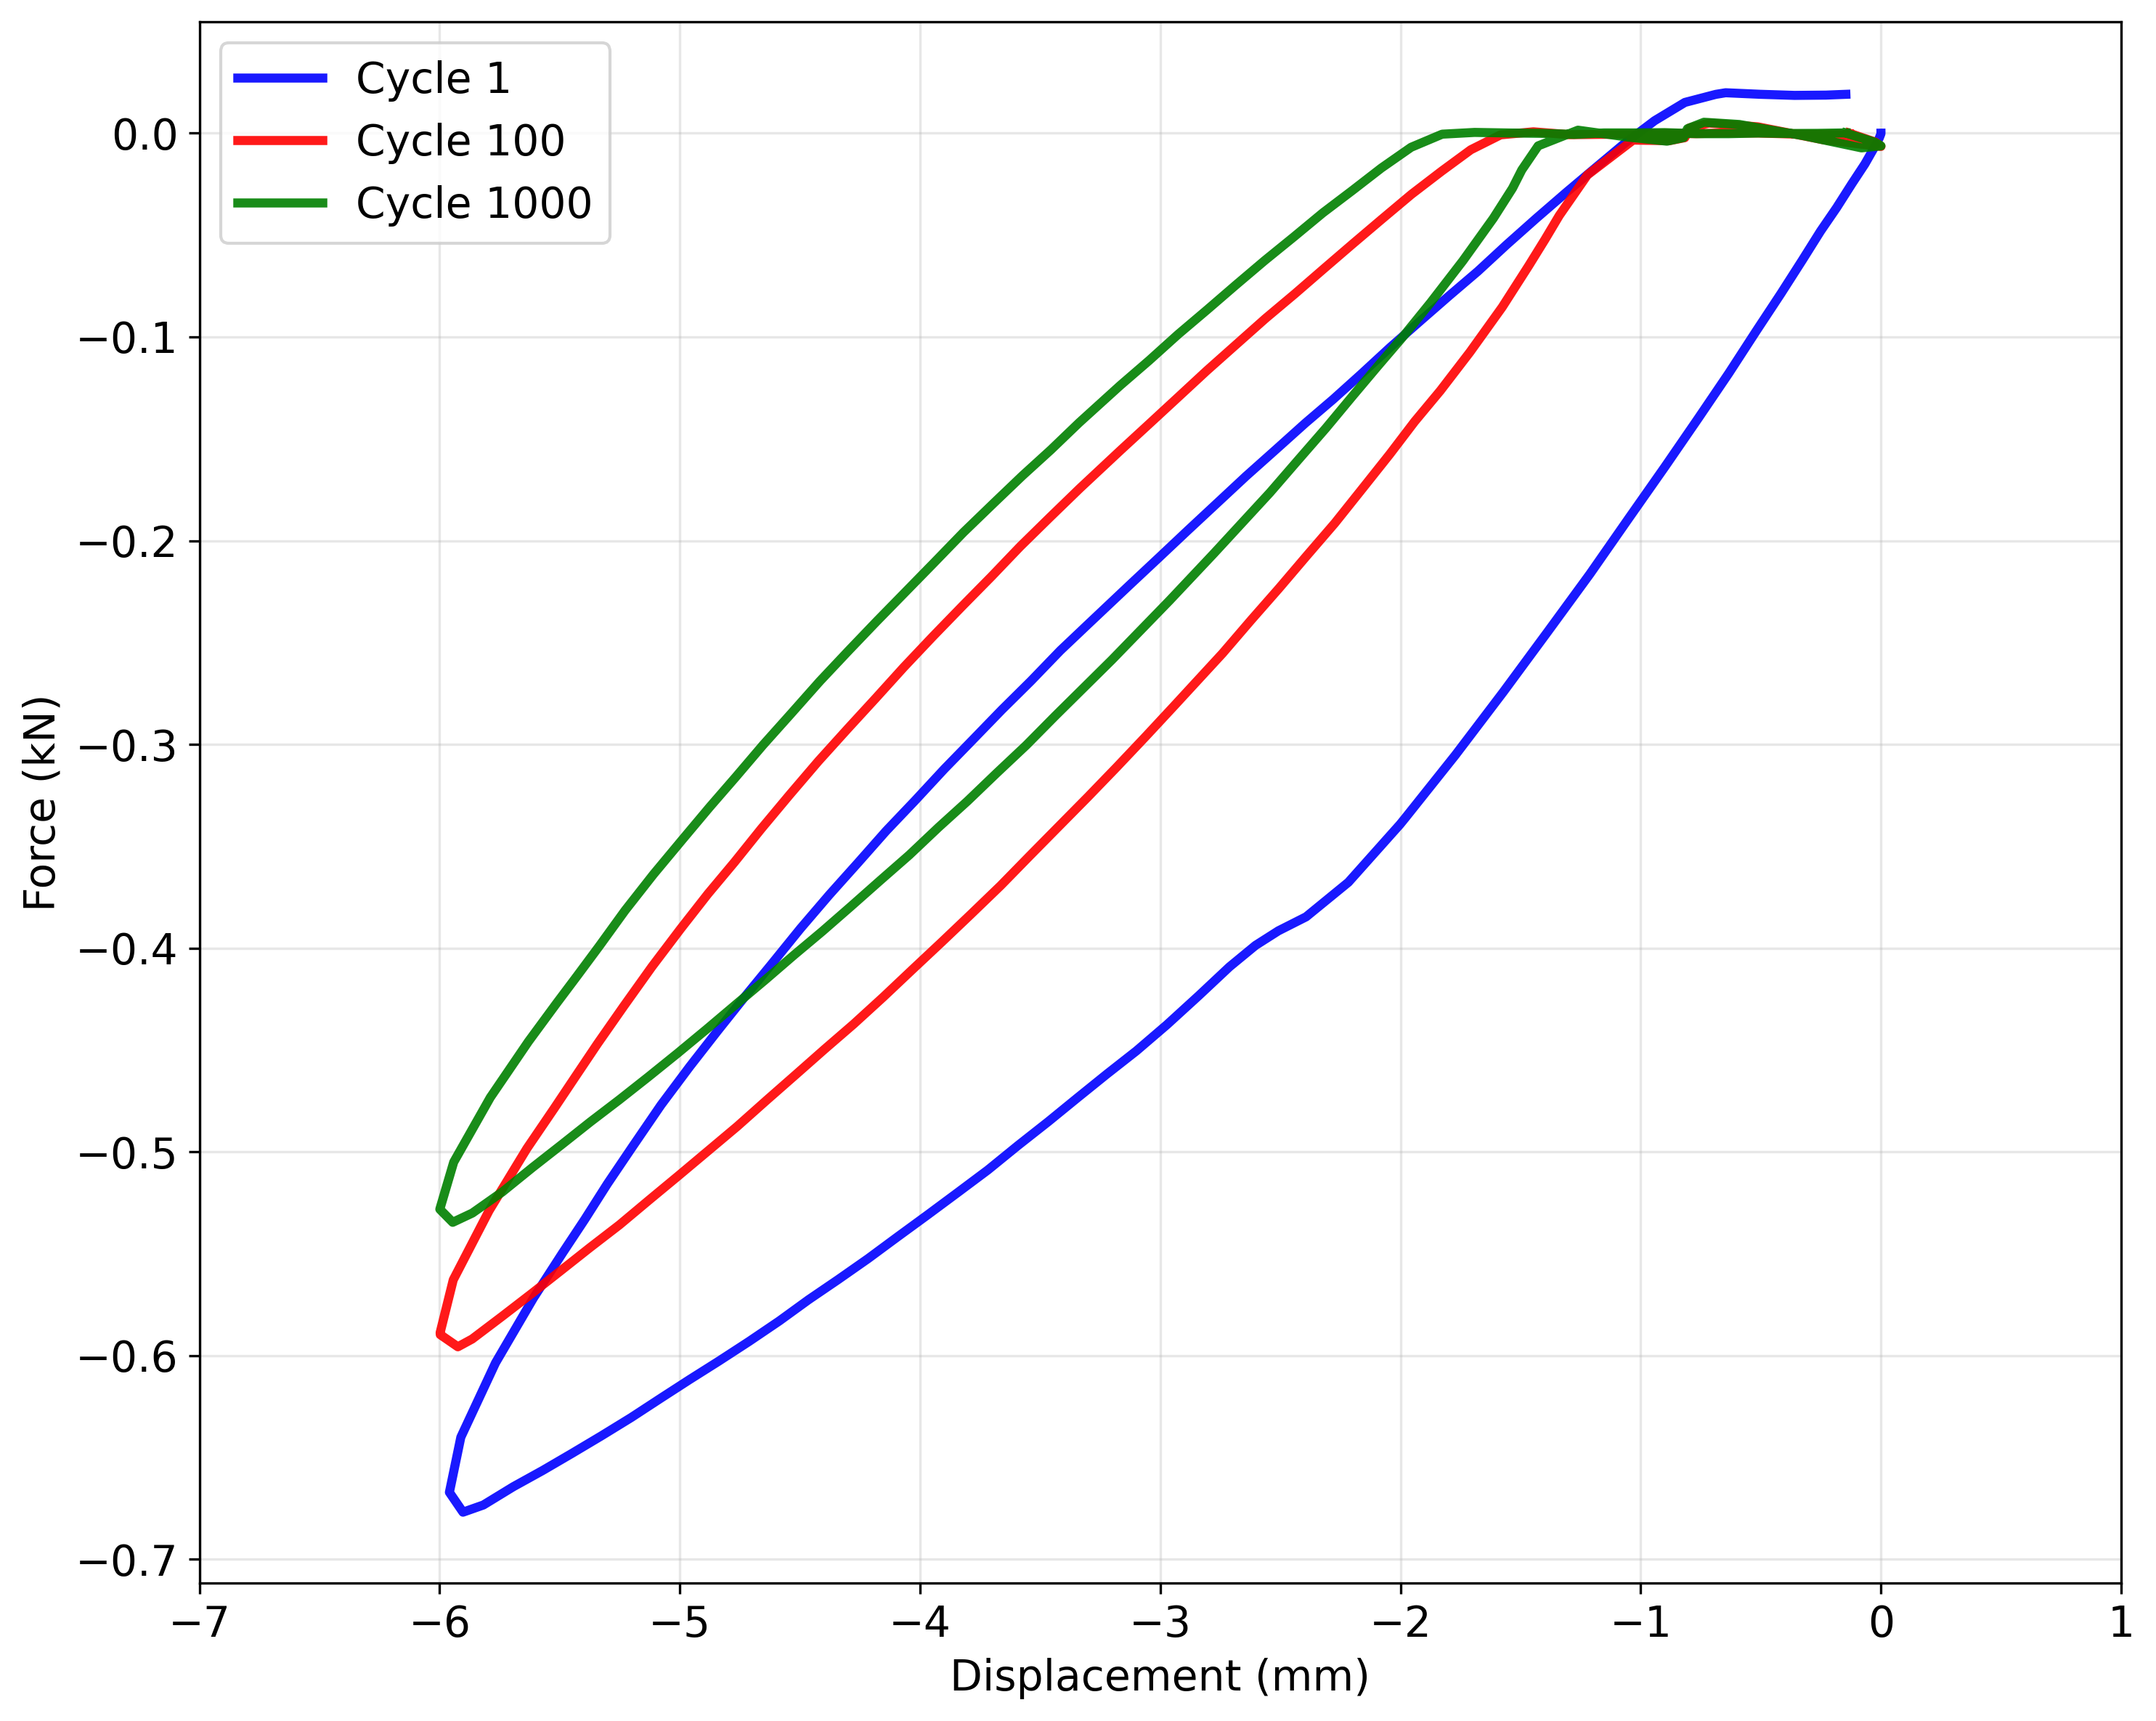 Cycle 1
Cycle 100
Cycle 1000
0.0
−0.1
−0.2
−0.3
−0.4
−0.5
−0.6
−0.7
Force (kN)
−7 −6 −5 −4 −3 −2 −1 0 1
Displacement (mm)